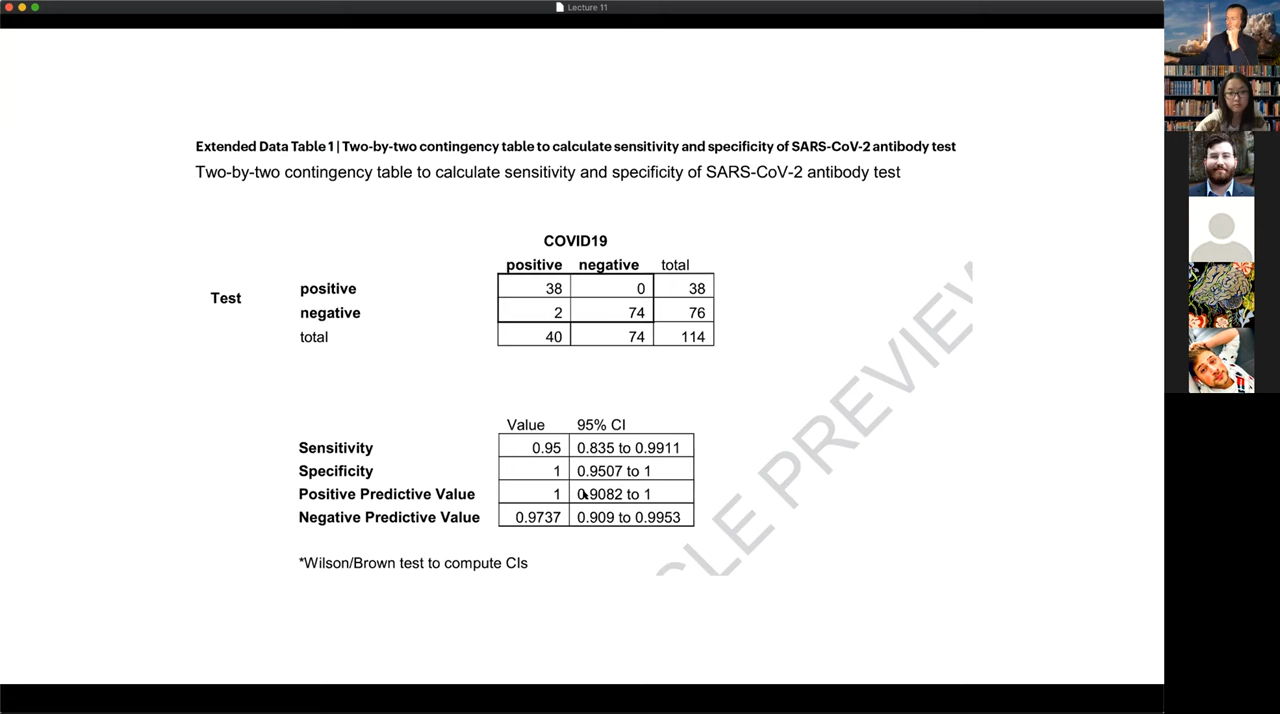 Lecture 11
Extended Data Table 1 | Two-by-two contingency table to calculate sensitivity and specificity of SARS-CoV-2 antibody test
Two-by-two contingency table to calculate sensitivity and specificity of SARS-CoV-2 antibody test
COVID19
positive negative total
Test
positive 38 0 38
negative 2 74 76
total 40 74 114
Value 95% CI
Sensitivity 0.95 0.835 to 0.9911
Specificity 1 0.9507 to 1
Positive Predictive Value 1 0.9082 to 1
Negative Predictive Value 0.9737 0.909 to 0.9953
*Wilson/Brown test to compute CIs
CLE PREVIEW